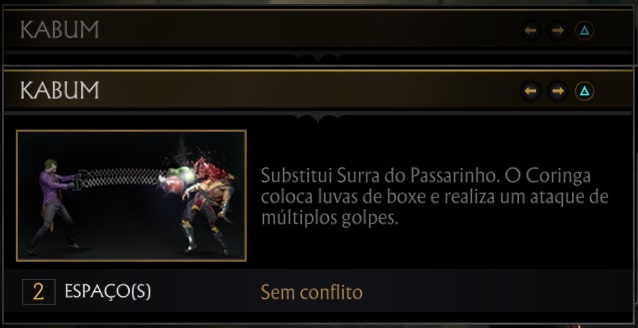 KABUM
KABUM
Substitui Surra do Passarinho. O Coringa
coloca luvas de boxe e realiza um ataque de
múltiplos golpes.
2 ESPAÇO(S) Sem conflito